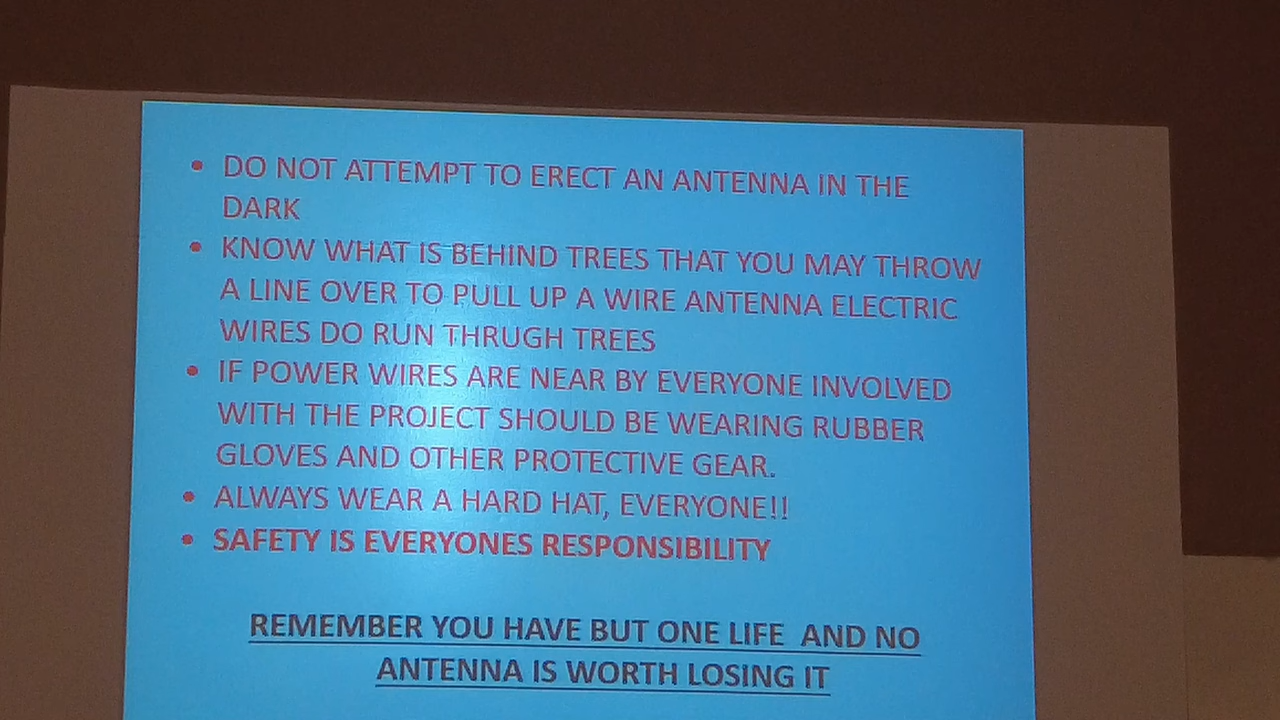 • DO NOT ATTEMPT TO ERECT AN ANTENNA IN THE
DARK
• KNOW WHAT IS BEHIND TREES THAT YOU MAY THROW
A LINE OVER TO PULL UP A WIRE ANTENNA ELECTRIC
WIRES DO RUN THRUGH TREES
• IF POWER WIRES ARE NEAR BY EVERYONE INVOLVED
WITH THE PROJECT SHOULD BE WEARING RUBBER
GLOVES AND OTHER PROTECTIVE GEAR.
• ALWAYS WEAR A HARD HAT, EVERYONE!!
• SAFETY IS EVERYONES RESPONSIBILITY
REMEMBER YOU HAVE BUT ONE LIFE AND NO
ANTENNA IS WORTH LOSING IT